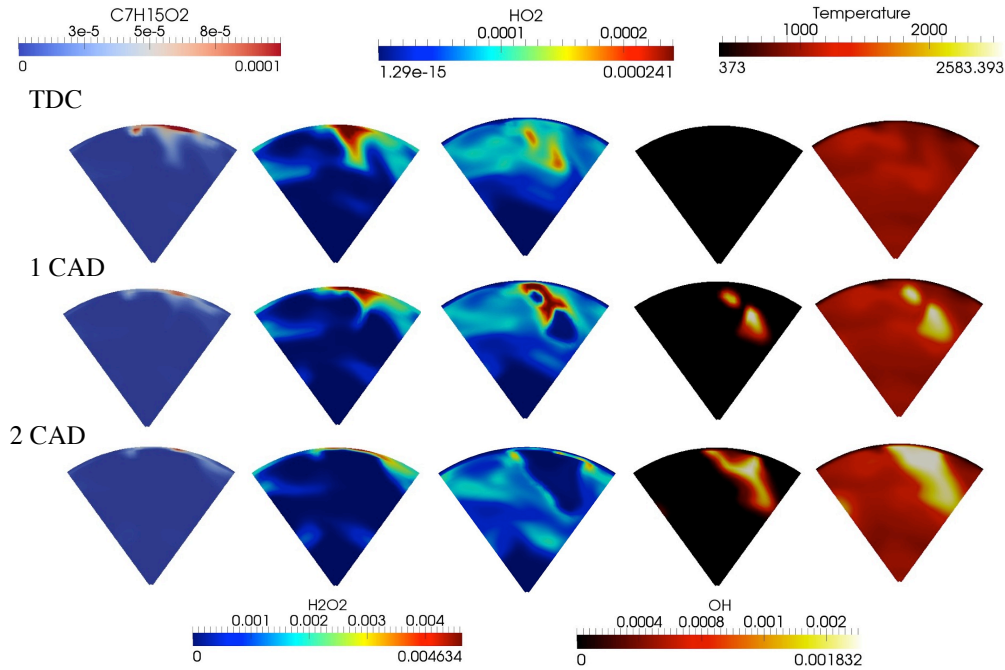 C7H15O2
3e-5 5e-5 8e-5
0 0.0001
HO2
0.0001 0.0002
1.29e-15 0.000241
Temperature
1000 2000
373 2583.393
TDC
1 CAD
2 CAD
H2O2
0.001 0.002 0.003 0.004
0 0.004634
OH
0.0004 0.0008 0.001 0.002
0 0.001832